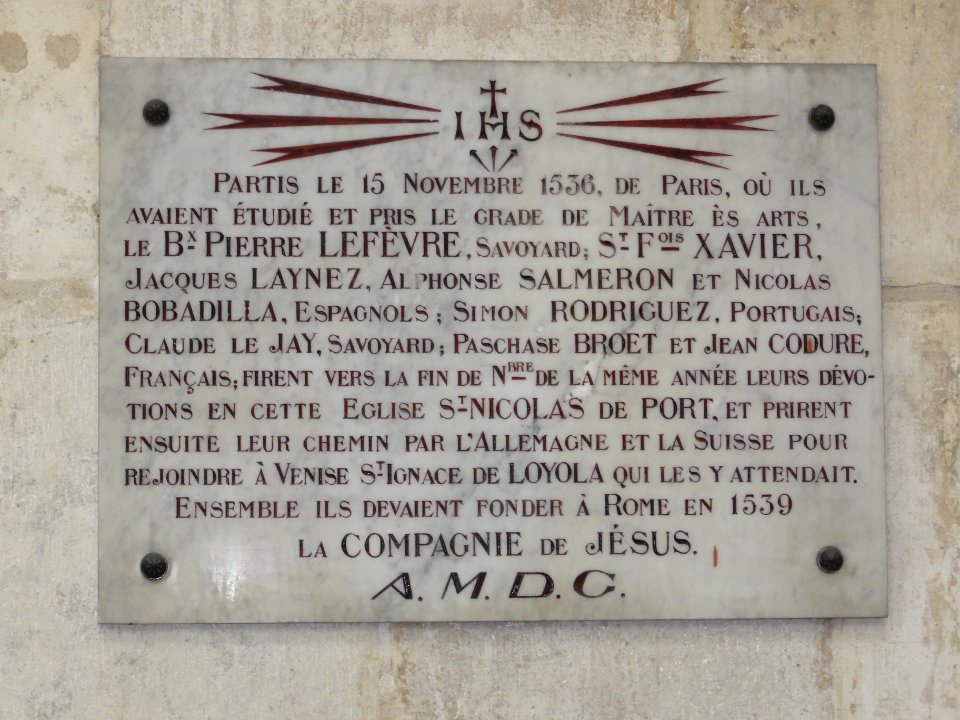 IHS
PARTIS LE 15 NOVEMBRE 1536, DE PARIS, OÙ ILS
AVAIENT ÉTUDIÉ ET PRIS LE GRADE DE MAÎTRE ÈS ARTS,
LE Bx PIERRE LEFÈVRE, SAVOYARD; ST FOIS XAVIER,
JACQUES LAYNEZ, ALPHONSE SALMERON ET NICOLAS
BOBADILLA, ESPAGNOLS; SIMON RODRIGUEZ, PORTUGAIS;
CLAUDE LE JAY, SAVOYARD; PASCHASE BROET ET JEAN CODURE,
FRANÇAIS; FIRENT VERS LA FIN DE NBRE DE LA MÊME ANNÉE LEURS DÉVO-
TIONS EN CETTE EGLISE ST NICOLAS DE PORT, ET PRIRENT
ENSUITE LEUR CHEMIN PAR L'ALLEMAGNE ET LA SUISSE POUR
REJOINDRE À VENISE ST IGNACE DE LOYOLA QUI LES Y ATTENDAIT.
ENSEMBLE ILS DEVAIENT FONDER À ROME EN 1539
LA COMPAGNIE DE JÉSUS.
A.M.D.G.